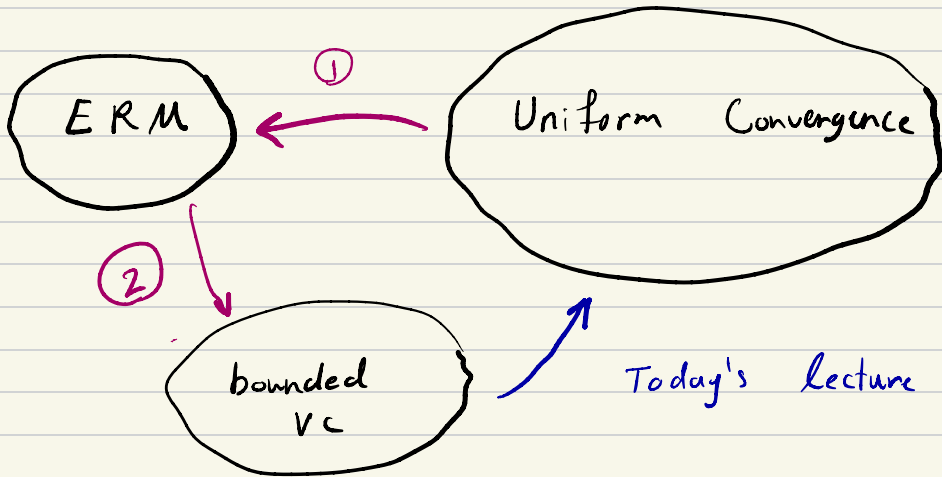 ①
ERM
Uniform Convergence
②
bounded
VC
Today's lecture